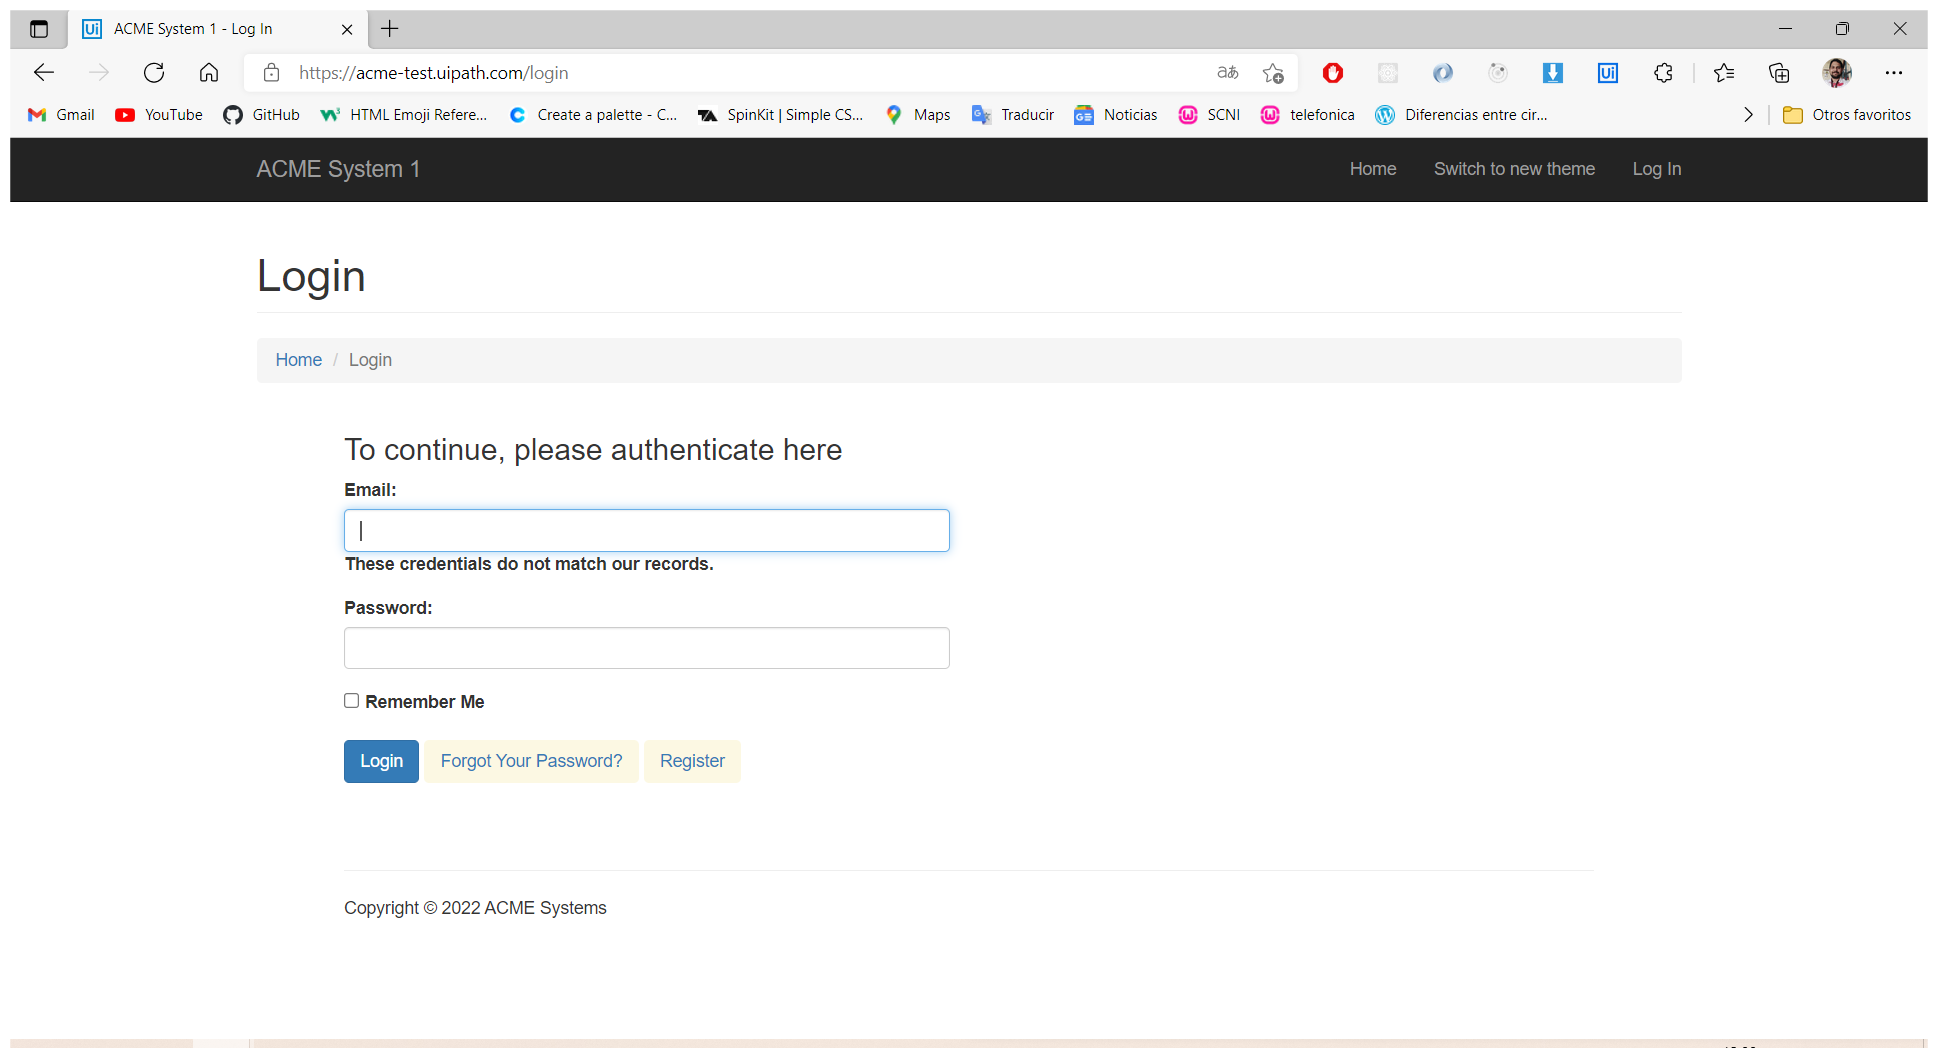 ACME System 1 - Log In
https://acme-test.uipath.com/login
Gmail YouTube GitHub HTML Emoji Refere... Create a palette - C... SpinKit | Simple CS... Maps Traducir Noticias SCNI telefonica Diferencias entre cir... Otros favoritos
ACME System 1 Home Switch to new theme Log In
Login
Home / Login
To continue, please authenticate here
Email:
These credentials do not match our records.
Password:
Remember Me
Login Forgot Your Password? Register
Copyright © 2022 ACME Systems